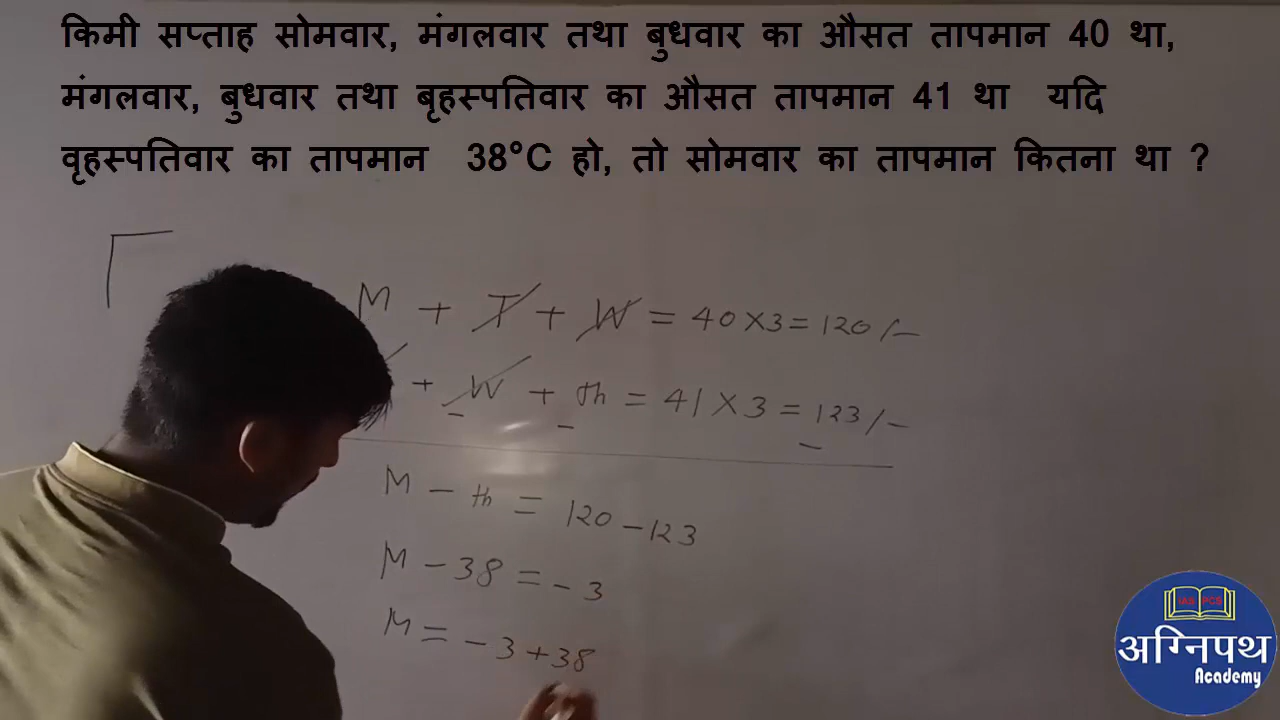 किमी सप्ताह सोमवार, मंगलवार तथा बुधवार का औसत तापमान 40 था,
मंगलवार, बुधवार तथा बृहस्पतिवार का औसत तापमान 41 था यदि
वृहस्पतिवार का तापमान 38°C हो, तो सोमवार का तापमान कितना था ?
M + T + W = 40 X 3 = 120/-
+ W + th = 41 X 3 = 123/-
M - th = 120 - 123
M - 38 = - 3
M = - 3 + 38
IAS PCS
अग्निपथ
Academy